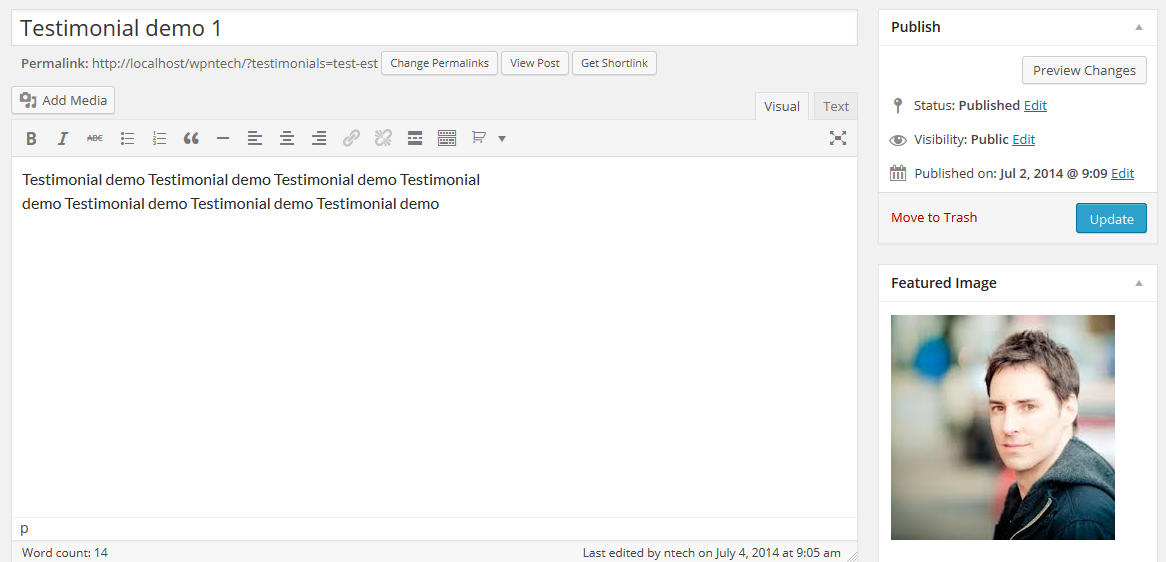 Testimonial demo 1
Permalink: http://localhost/wpntech/?testimonials=test-est Change Permalinks View Post Get Shortlink
Add Media
Visual Text
B I ABC
Testimonial demo Testimonial demo Testimonial demo Testimonial
demo Testimonial demo Testimonial demo Testimonial demo
p
Word count: 14 Last edited by ntech on July 4, 2014 at 9:05 am
Publish
Preview Changes
Status: Published Edit
Visibility: Public Edit
Published on: Jul 2, 2014 @ 9:09 Edit
Move to Trash Update
Featured Image